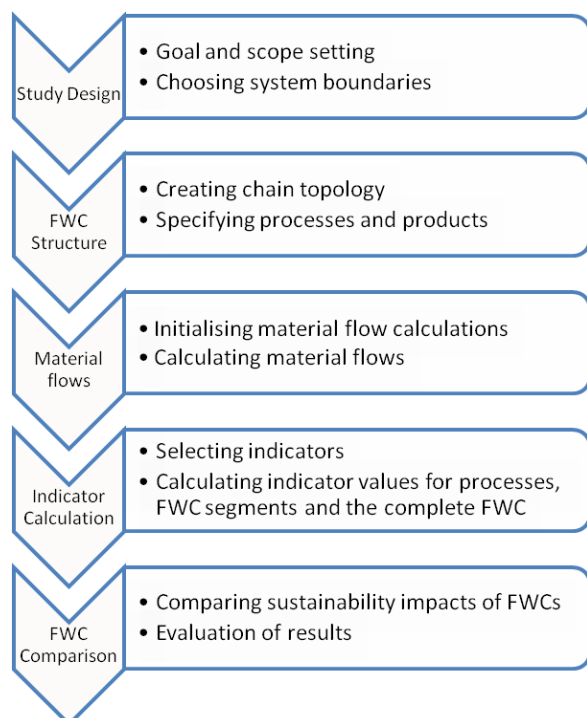 Study Design
• Goal and scope setting
• Choosing system boundaries
FWC
Structure
• Creating chain topology
• Specifying processes and products
Material
flows
• Initialising material flow calculations
• Calculating material flows
Indicator
Calculation
• Selecting indicators
• Calculating indicator values for processes,
FWC segments and the complete FWC
FWC
Comparison
• Comparing sustainability impacts of FWCs
• Evaluation of results